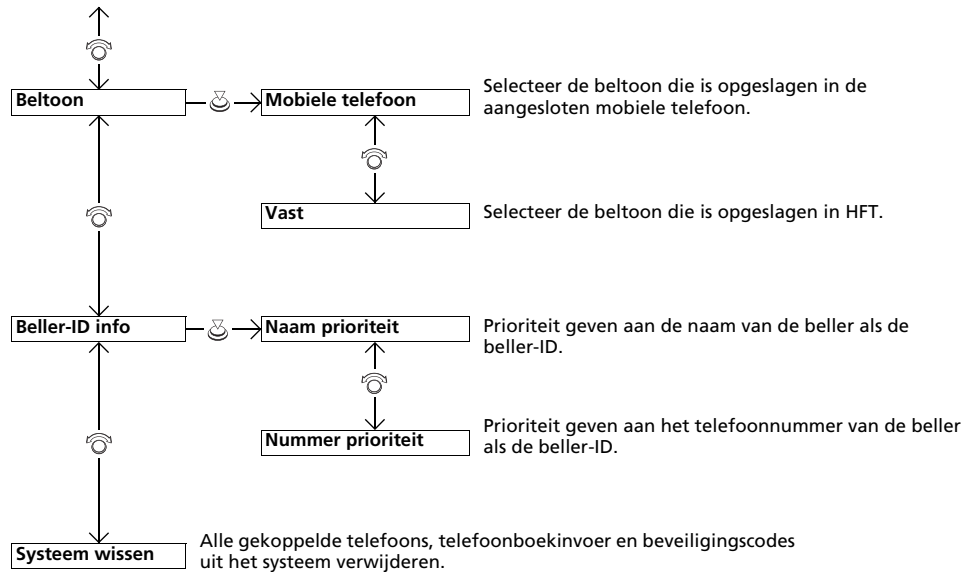 Beltoon
Mobiele telefoon
Selecteer de beltoon die is opgeslagen in de
aangesloten mobiele telefoon.
Vast
Selecteer de beltoon die is opgeslagen in HFT.
Beller-ID info
Naam prioriteit
Prioriteit geven aan de naam van de beller als de
beller-ID.
Nummer prioriteit
Prioriteit geven aan het telefoonnummer van de beller
als de beller-ID.
Systeem wissen
Alle gekoppelde telefoons, telefoonboekinvoer en beveiligingscodes
uit het systeem verwijderen.